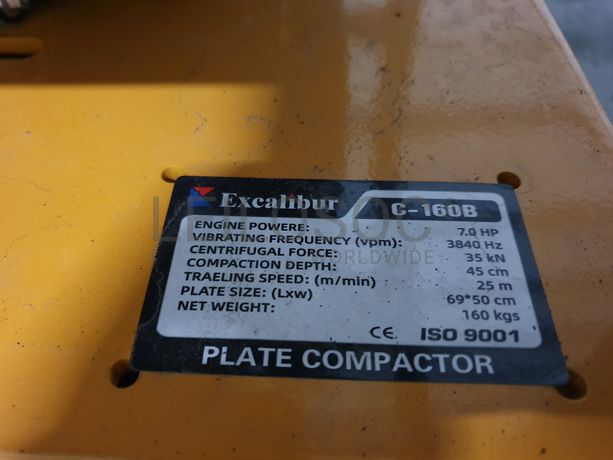 Excalibur C-160B
ENGINE POWERE: 7.0 HP
VIBRATING FREQUENCY (vpm): 3840 Hz
CENTRIFUGAL FORCE: 35 kN
COMPACTION DEPTH: 45 cm
TRAELING SPEED: (m/min) 25 m
PLATE SIZE: (Lxw) 69*50 cm
NET WEIGHT: 160 kgs
CE ISO 9001
PLATE COMPACTOR
LEILOSOC
WORLDWIDE